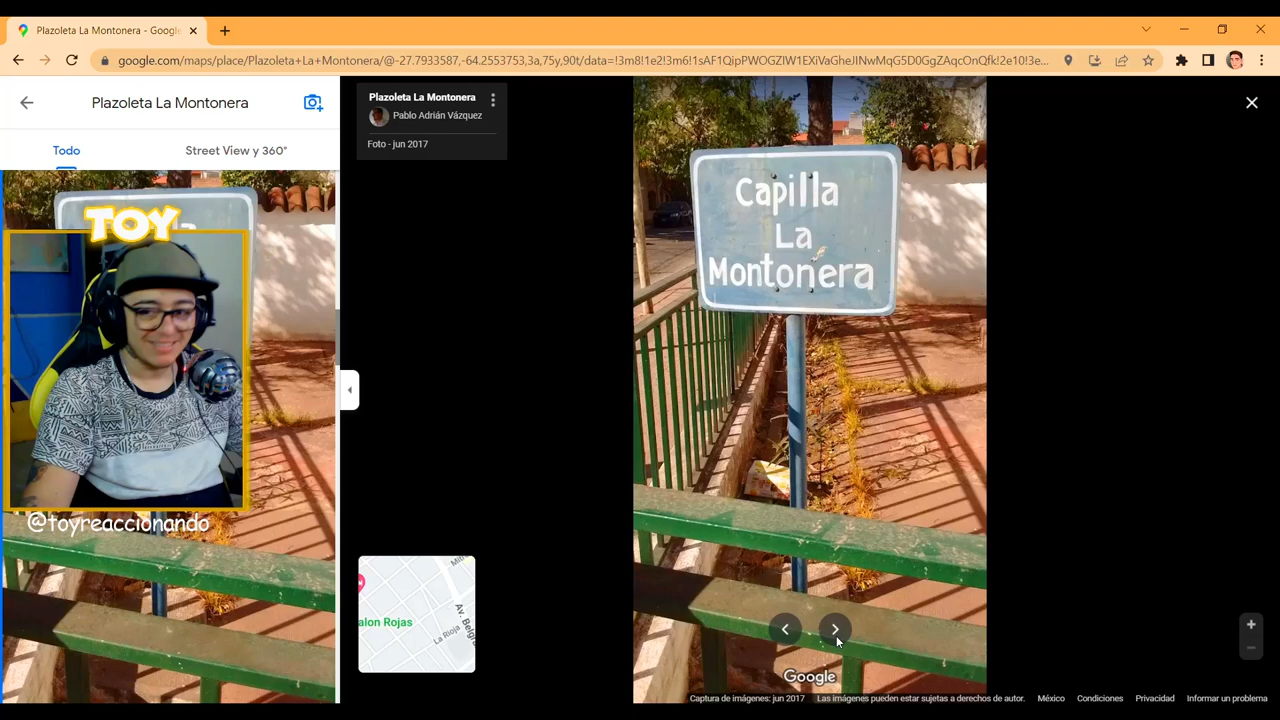 Plazoleta La Montonera - Google
google.com/maps/place/Plazoleta+La+Montonera/@-27.7933587,-64.2553753,3a,75y,90t/data=!3m8!1e2!3m6!1sAF1QipPWOGZIW1EXiVaGheJINwMqG5D0GgZAqcOnQfk!2e10!3e...
Plazoleta La Montonera
Todo
Street View y 360°
TOY
@toyreaccionando
Plazoleta La Montonera
Pablo Adrián Vázquez
Foto - jun 2017
Capilla
La
Montonera
alon Rojas
La Rioja
Google
Captura de imágenes: jun 2017
Las imágenes pueden estar sujetas a derechos de autor.
México
Condiciones
Privacidad
Informar un problema